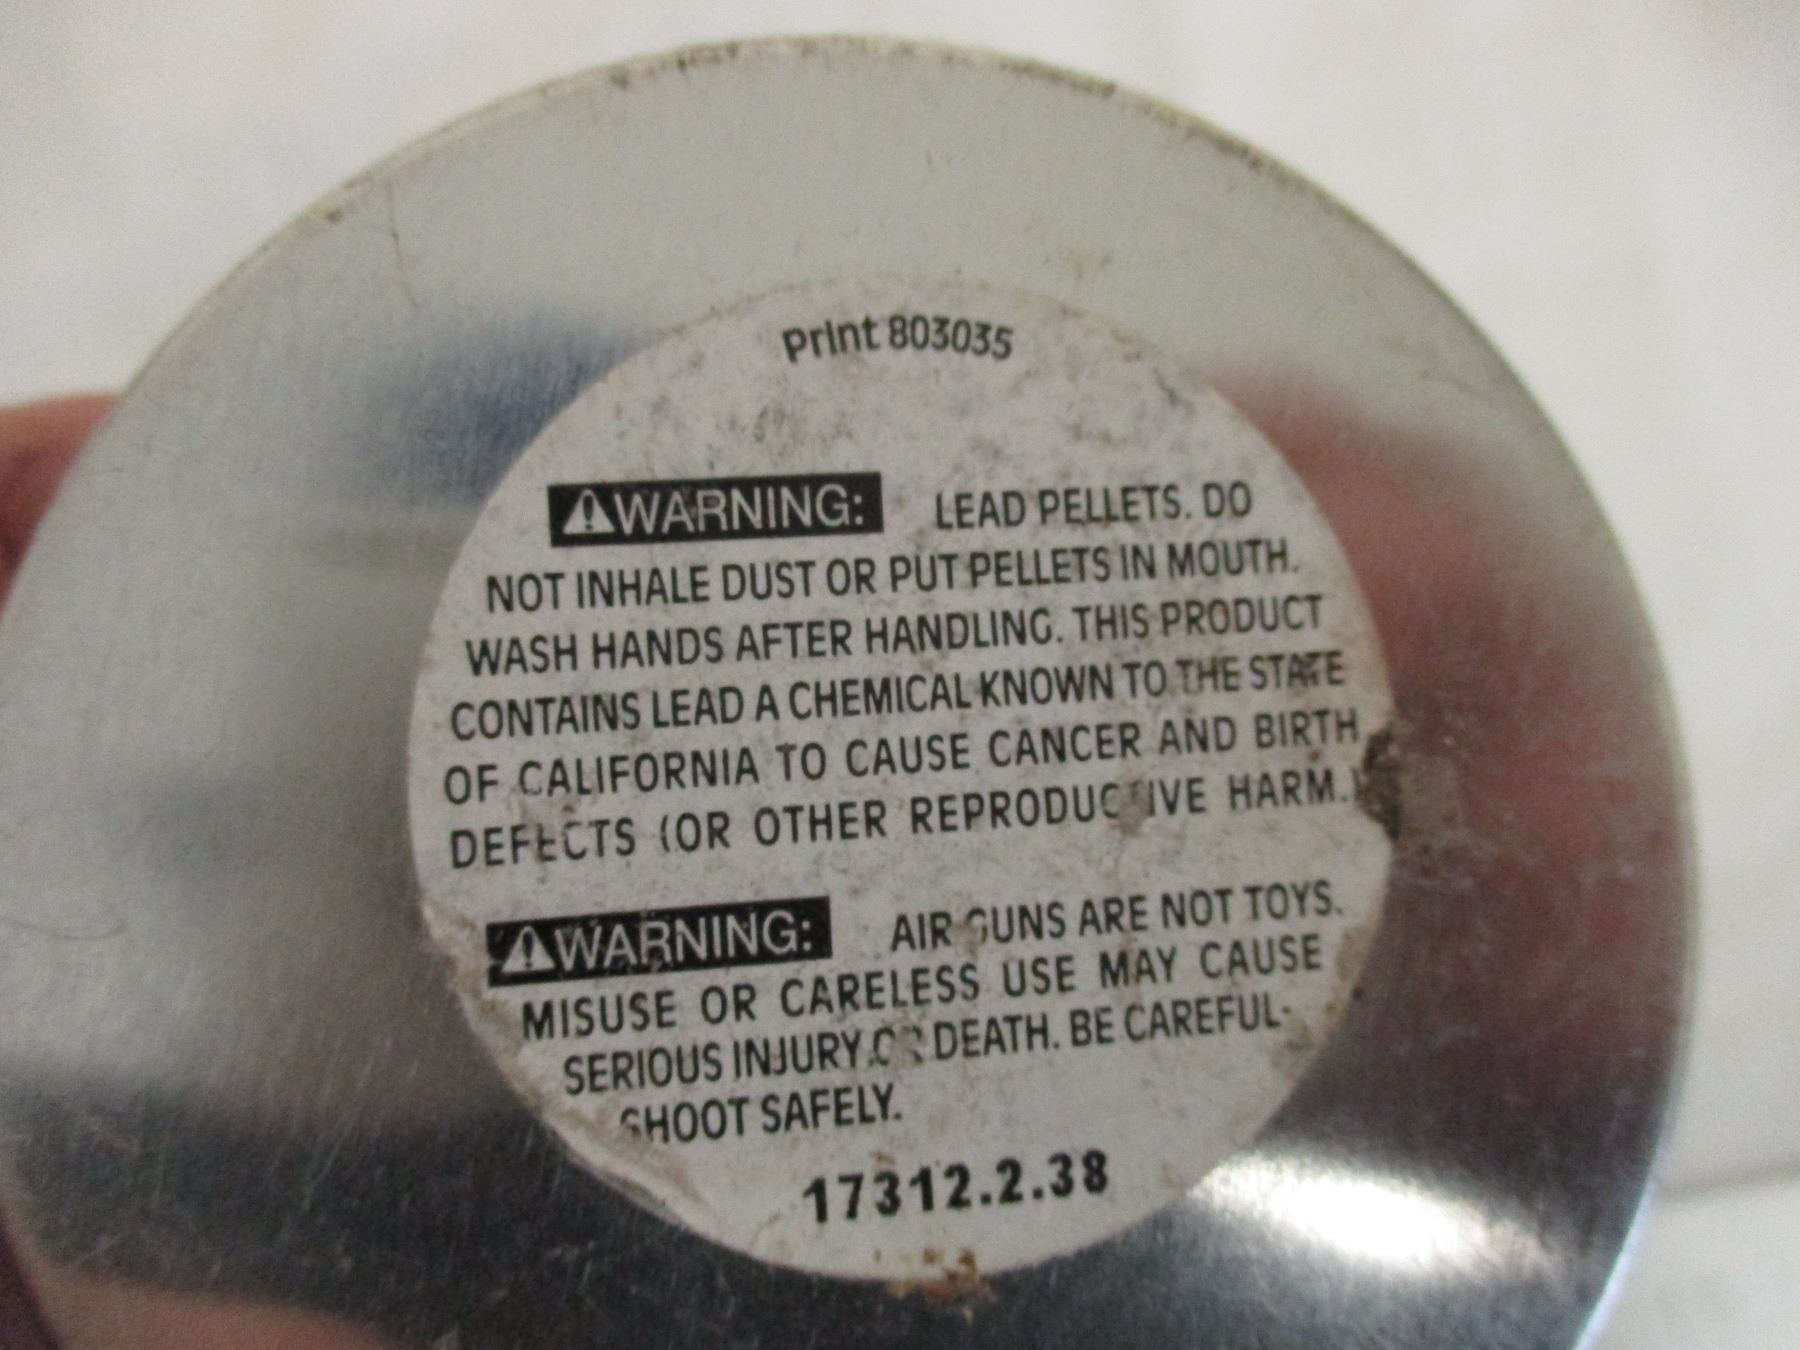 Print 803035
⚠WARNING: LEAD PELLETS. DO
NOT INHALE DUST OR PUT PELLETS IN MOUTH.
WASH HANDS AFTER HANDLING. THIS PRODUCT
CONTAINS LEAD A CHEMICAL KNOWN TO THE STATE
OF CALIFORNIA TO CAUSE CANCER AND BIRTH
DEFECTS (OR OTHER REPRODUCTIVE HARM.)
⚠WARNING: AIR GUNS ARE NOT TOYS.
MISUSE OR CARELESS USE MAY CAUSE
SERIOUS INJURY OR DEATH. BE CAREFUL-
SHOOT SAFELY.
17312.2.38